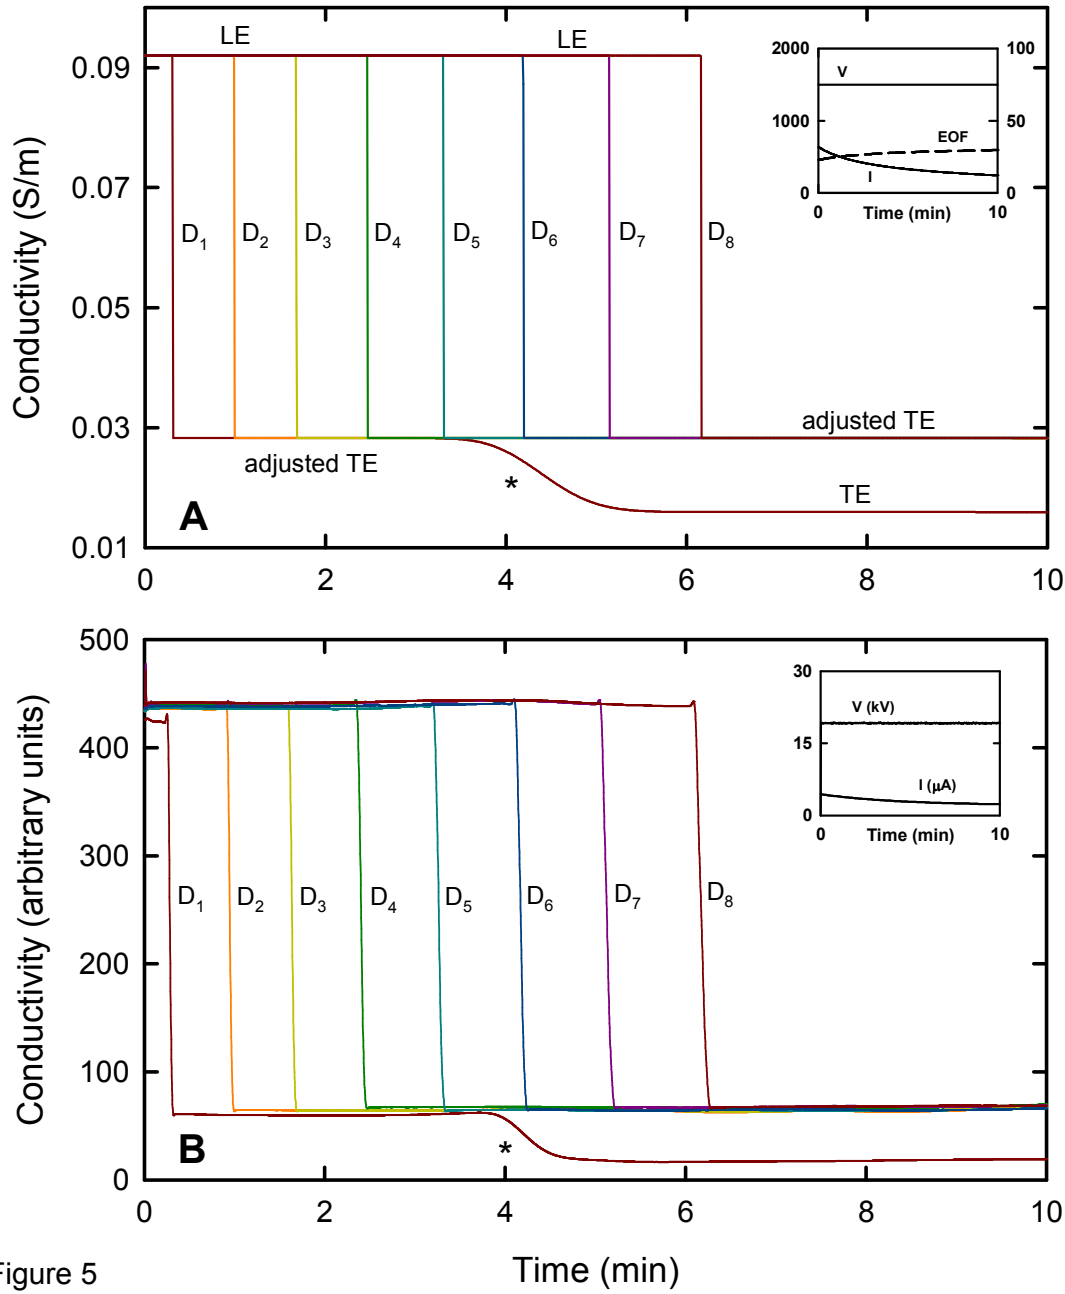 LE LE
2000 100
V
0.09
1000 50
EOF
I
0 0
0 10
Time (min)
0.07
Conductivity (S/m)
D1 D2 D3 D4 D5 D6 D7 D8
0.05
0.03
adjusted TE
adjusted TE
*
TE
A
0.01
0 2 4 6 8 10
500
30
V (kV)
15
I (µA)
0
0 10
Time (min)
400
Conductivity (arbitrary units)
300
D1 D2 D3 D4 D5 D6 D7 D8
200
100
B
*
0
0 2 4 6 8 10
Time (min)
igure 5